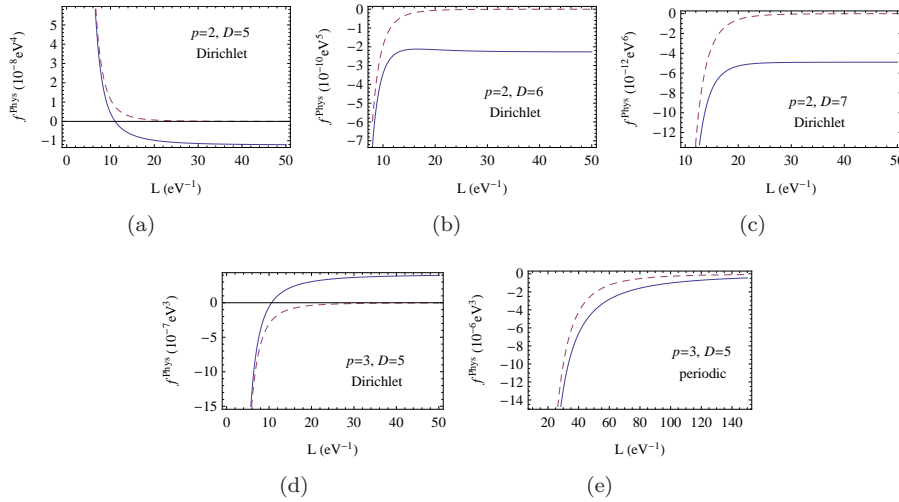 f^Phys (10^-8 eV^4)
5
4
3
2
1
0
−1
p=2, D=5
Dirichlet
0 10 20 30 40 50
L (eV^-1)
(a)
f^Phys (10^-10 eV^5)
0
−1
−2
−3
−4
−5
−6
−7
p=2, D=6
Dirichlet
10 20 30 40 50
L (eV^-1)
(b)
f^Phys (10^-12 eV^6)
0
−2
−4
−6
−8
−10
−12
p=2, D=7
Dirichlet
10 20 30 40 50
L (eV^-1)
(c)
f^Phys (10^-7 eV^3)
0
−5
−10
−15
p=3, D=5
Dirichlet
0 10 20 30 40 50
L (eV^-1)
(d)
f^Phys (10^-6 eV^3)
0
−2
−4
−6
−8
−10
−12
−14
p=3, D=5
periodic
20 40 60 80 100 120 140
L (eV^-1)
(e)